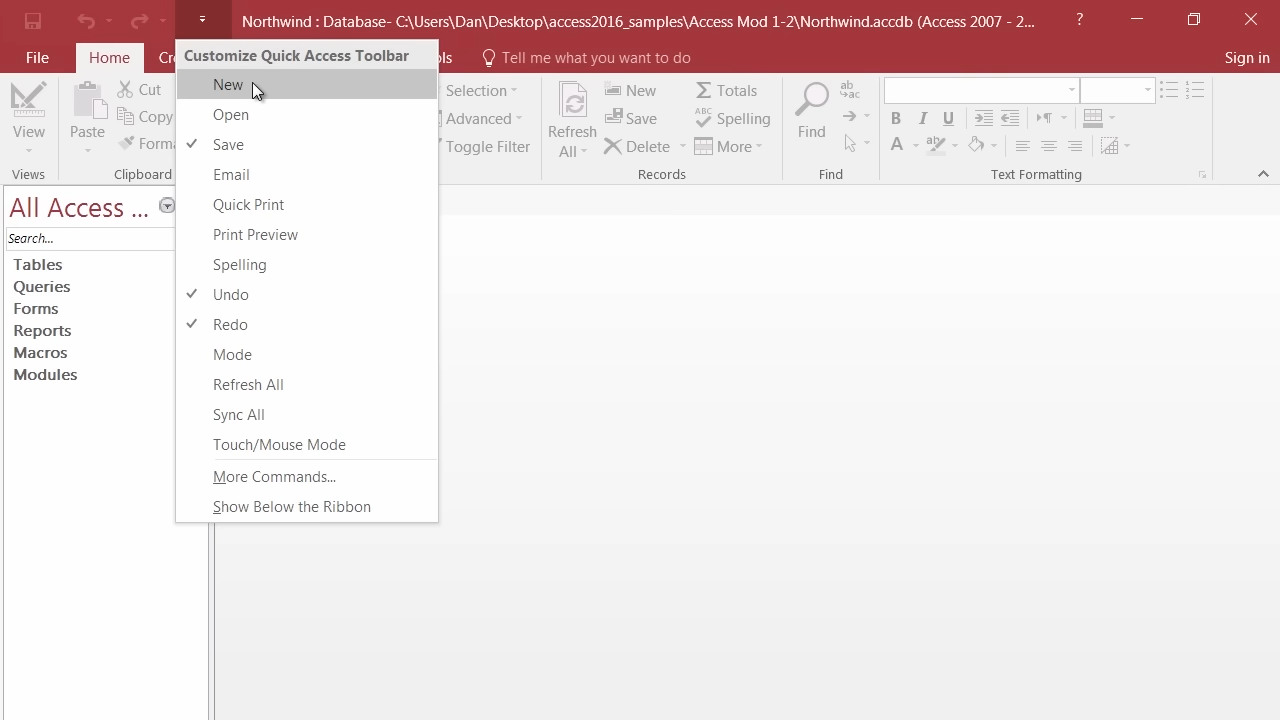 Northwind : Database- C:\Users\Dan\Desktop\access2016_samples\Access Mod 1-2\Northwind.accdb (Access 2007 - 2...
?
File
Home
Cr
ls
Tell me what you want to do
Sign in
Customize Quick Access Toolbar
New
Open
Save
Email
Quick Print
Print Preview
Spelling
Undo
Redo
Mode
Refresh All
Sync All
Touch/Mouse Mode
More Commands...
Show Below the Ribbon
View
Views
Paste
Cut
Copy
Forma
Clipboard
Selection
Advanced
Toggle Filter
Refresh
All
New
Save
Delete
Totals
Spelling
More
Records
Find
Find
B I U
A
Text Formatting
All Access ...
Search...
Tables
Queries
Forms
Reports
Macros
Modules